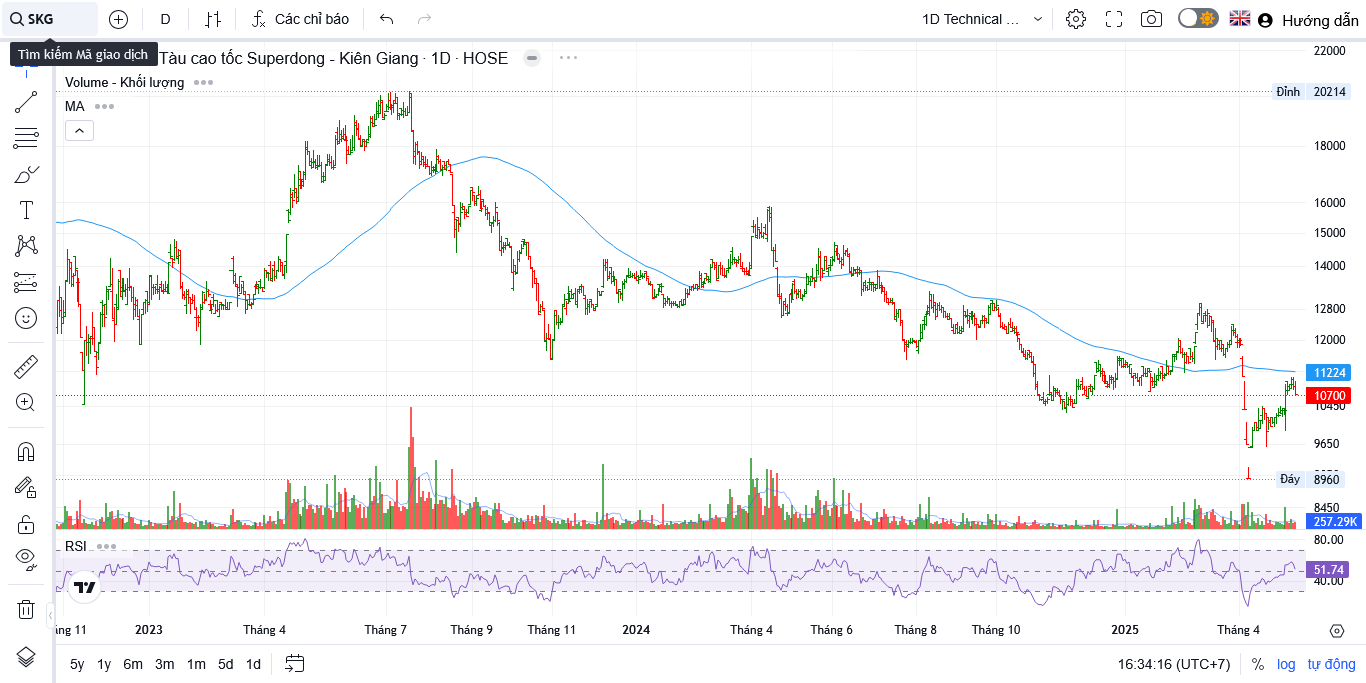 SKG
D
Các chỉ báo
1D Technical ...
Hướng dẫn
Tìm kiếm Mã giao dịch
Tàu cao tốc Superdong - Kiên Giang · 1D · HOSE
Volume - Khối lượng
MA
22000
Đỉnh 20214
18000
16000
15000
14000
12800
12000
11224
10700
10450
9650
Đáy 8960
8450
257.29K
RSI
80.00
51.74
40.00
ng 11
2023
Tháng 4
Tháng 7
Tháng 9
Tháng 11
2024
Tháng 4
Tháng 6
Tháng 8
Tháng 10
2025
Tháng 4
5y 1y 6m 3m 1m 5d 1d
16:34:16 (UTC+7)
% log tự động